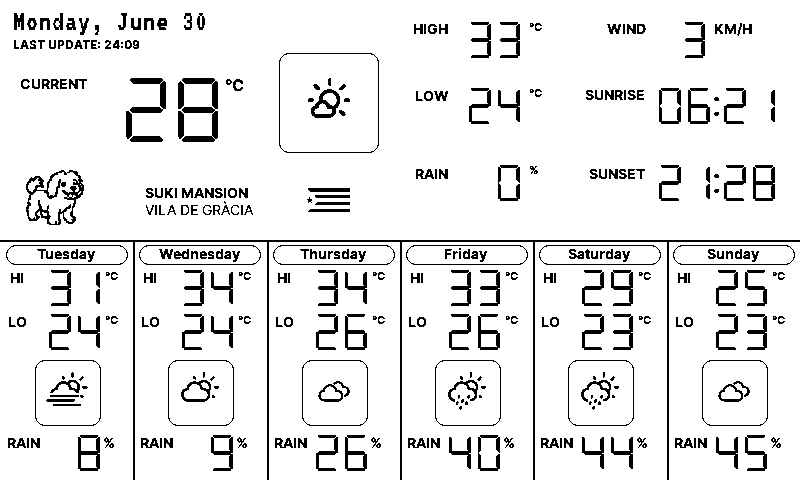 Monday, June 30
LAST UPDATE: 24:09
CURRENT 28 °C
HIGH 33 °C
WIND 3 KM/H
LOW 24 °C
SUNRISE 06:21
RAIN 0 %
SUNSET 21:28
SUKI MANSION
VILA DE GRÀCIA
Tuesday
HI 31 °C
LO 24 °C
RAIN 8 %
Wednesday
HI 34 °C
LO 24 °C
RAIN 9 %
Thursday
HI 34 °C
LO 26 °C
RAIN 26 %
Friday
HI 33 °C
LO 26 °C
RAIN 40 %
Saturday
HI 29 °C
LO 23 °C
RAIN 44 %
Sunday
HI 25 °C
LO 23 °C
RAIN 45 %